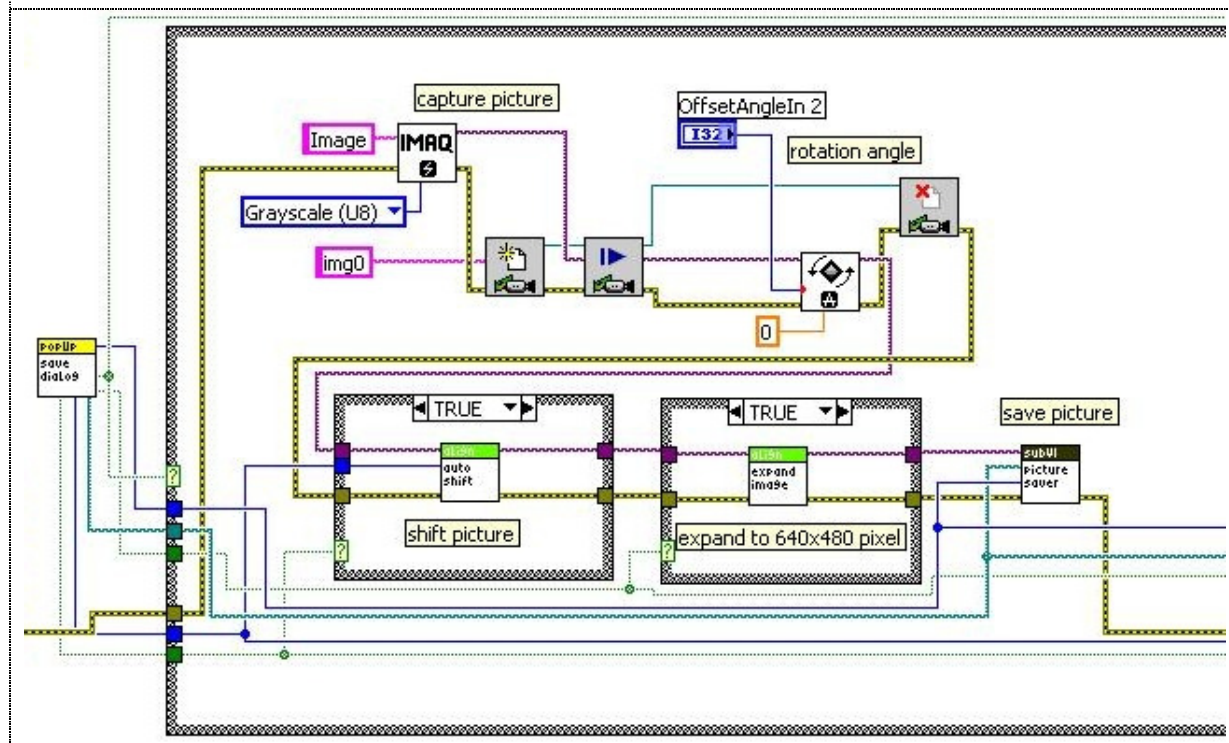 capture picture
OffsetAngleIn 2
Image
IMAQ
I32
rotation angle
Grayscale (U8)
img0
0
PopUp
save
dialog
TRUE
TRUE
save picture
align
auto
shift
align
expand
image
subVI
picture
saver
?
shift picture
?
expand to 640x480 pixel
?